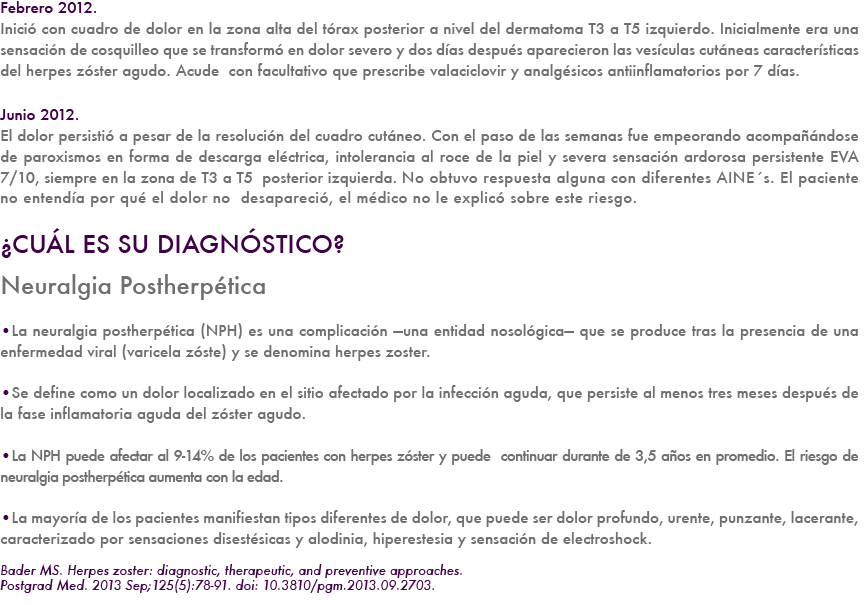 Febrero 2012.
Inició con cuadro de dolor en la zona alta del tórax posterior a nivel del dermatoma T3 a T5 izquierdo. Inicialmente era una
sensación de cosquilleo que se transformó en dolor severo y dos días después aparecieron las vesículas cutáneas características
del herpes zóster agudo. Acude  con facultativo que prescribe valaciclovir y analgésicos antiinflamatorios por 7 días.
Junio 2012.
El dolor persistió a pesar de la resolución del cuadro cutáneo. Con el paso de las semanas fue empeorando acompañándose
de paroxismos en forma de descarga eléctrica, intolerancia al roce de la piel y severa sensación ardorosa persistente EVA
7/10, siempre en la zona de T3 a T5  posterior izquierda. No obtuvo respuesta alguna con diferentes AINE´s. El paciente
no entendía por qué el dolor no  desapareció, el médico no le explicó sobre este riesgo.
¿CUÁL ES SU DIAGNÓSTICO?
Neuralgia Postherpética
•La neuralgia postherpética (NPH) es una complicación —una entidad nosológica— que se produce tras la presencia de una
enfermedad viral (varicela zóste) y se denomina herpes zoster.
•Se define como un dolor localizado en el sitio afectado por la infección aguda, que persiste al menos tres meses después de
la fase inflamatoria aguda del zóster agudo.
•La NPH puede afectar al 9-14% de los pacientes con herpes zóster y puede  continuar durante de 3,5 años en promedio. El riesgo de
neuralgia postherpética aumenta con la edad.
•La mayoría de los pacientes manifiestan tipos diferentes de dolor, que puede ser dolor profundo, urente, punzante, lacerante,
caracterizado por sensaciones disestésicas y alodinia, hiperestesia y sensación de electroshock.
Bader MS. Herpes zoster: diagnostic, therapeutic, and preventive approaches.
Postgrad Med. 2013 Sep;125(5):78-91. doi: 10.3810/pgm.2013.09.2703.